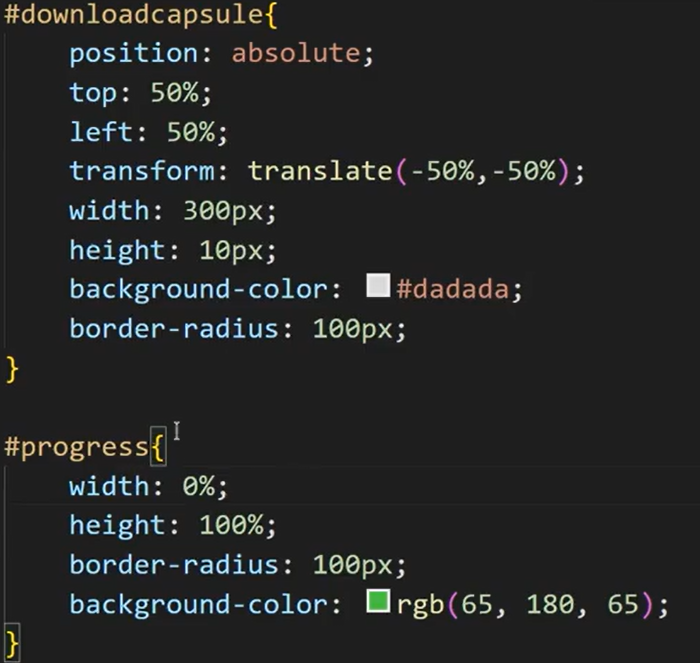 #downloadcapsule{
    position: absolute;
    top: 50%;
    left: 50%;
    transform: translate(-50%,-50%);
    width: 300px;
    height: 10px;
    background-color: #dadada;
    border-radius: 100px;
}
#progress{
    width: 0%;
    height: 100%;
    border-radius: 100px;
    background-color: rgb(65, 180, 65);
}